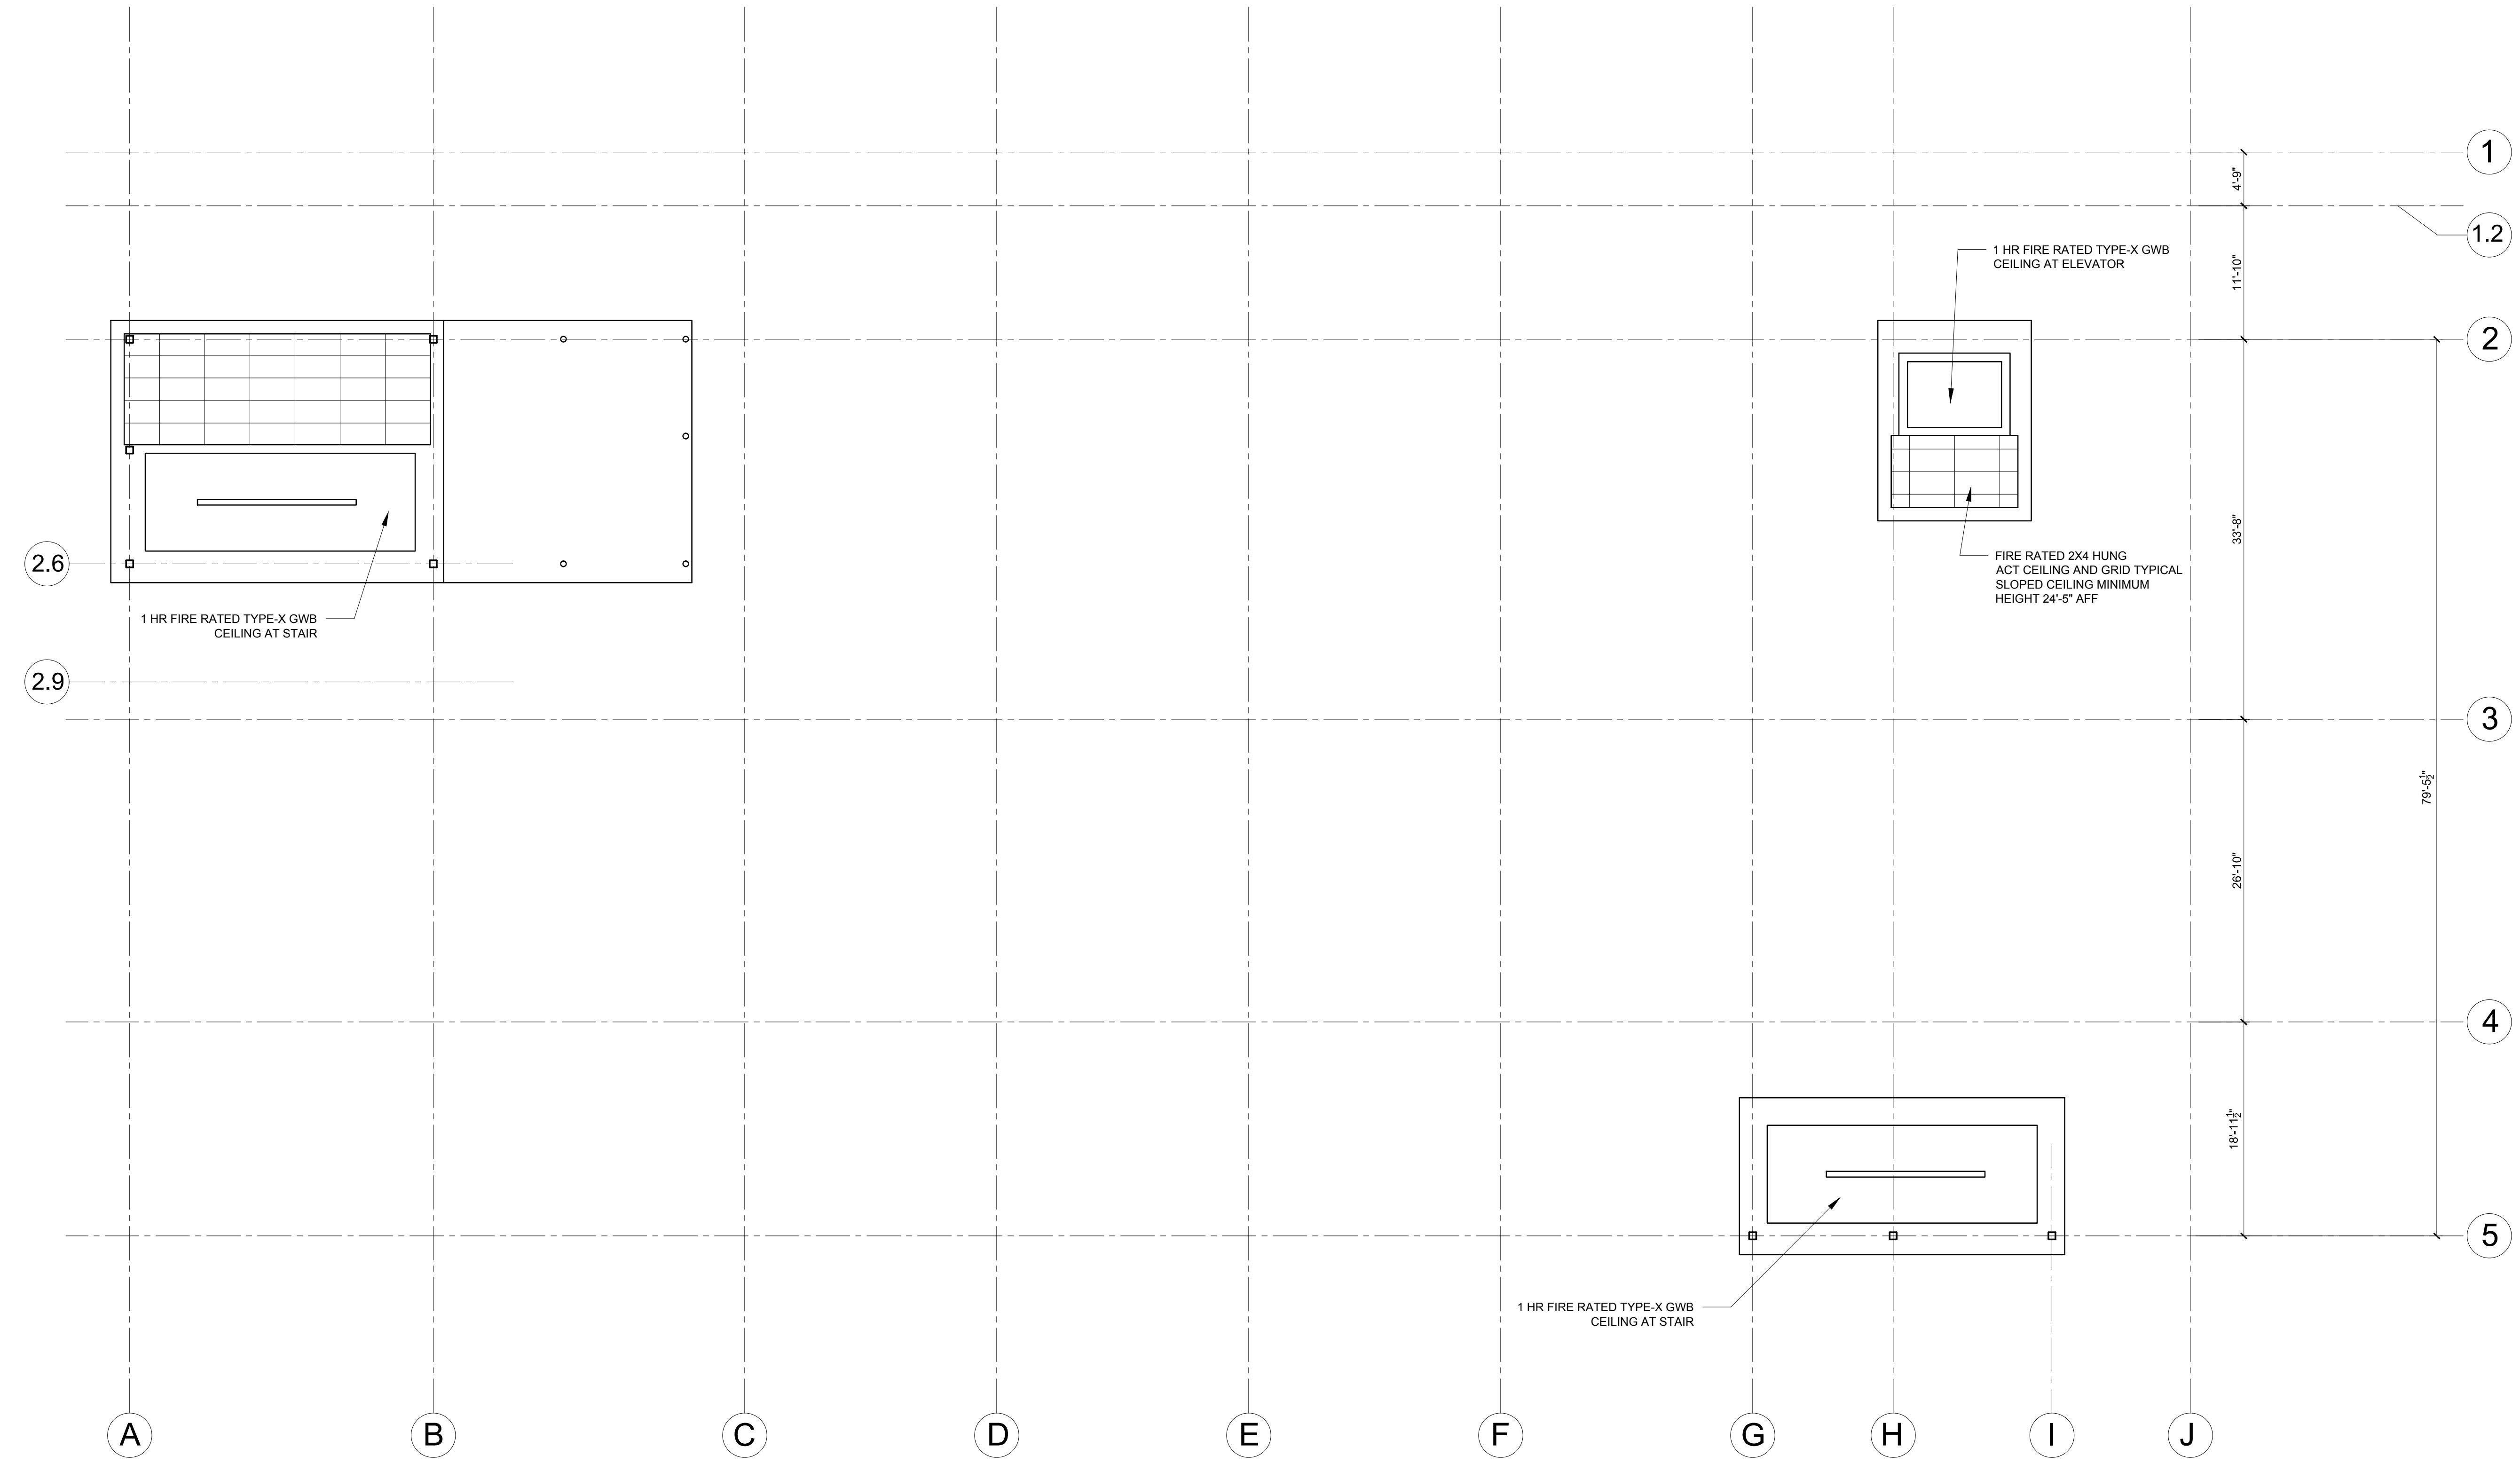 1
4'-9"
1.2
1 HR FIRE RATED TYPE-X GWB
CEILING AT ELEVATOR
11'-10"
2
33'-8"
FIRE RATED 2X4 HUNG
ACT CEILING AND GRID TYPICAL
SLOPED CEILING MINIMUM
HEIGHT 24'-5" AFF
2.6
1 HR FIRE RATED TYPE-X GWB
CEILING AT STAIR
2.9
3
79'-5½"
26'-10"
4
18'-11½"
5
1 HR FIRE RATED TYPE-X GWB
CEILING AT STAIR
A B C D E F G H I J